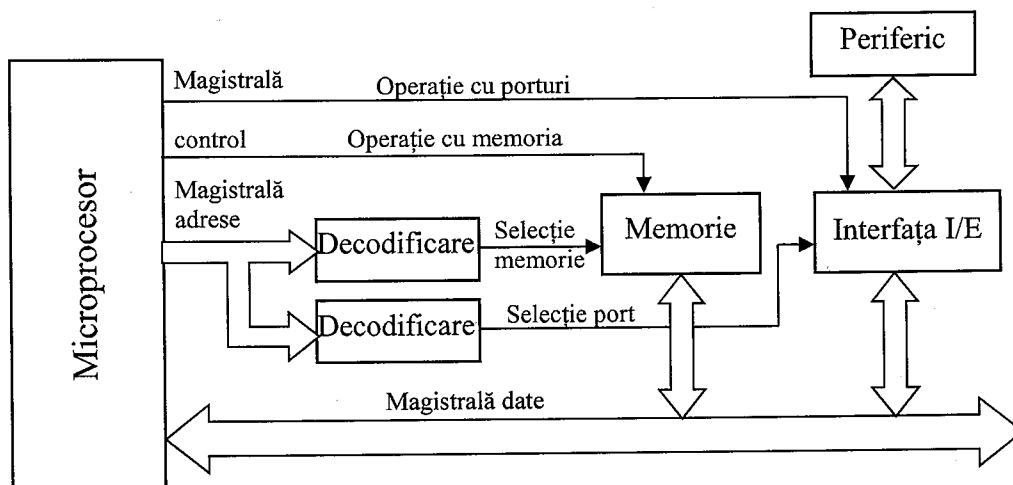 Periferic
Magistrală
Operație cu porturi
control
Operație cu memoria
Magistrală
adrese
Microprocesor
Decodificare
Selecție
memorie
Memorie
Interfața I/E
Decodificare
Selecție port
Magistrală date